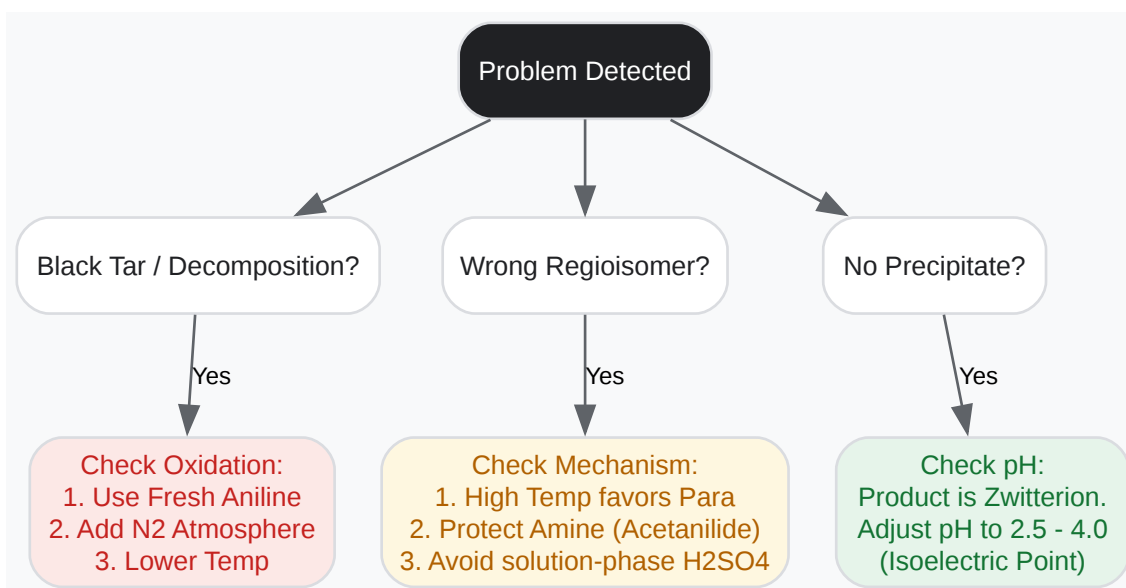 Problem Detected
Black Tar / Decomposition?
Wrong Regioisomer?
No Precipitate?
Yes
Yes
Yes
Check Oxidation:
1. Use Fresh Aniline
2. Add N2 Atmosphere
3. Lower Temp
Check Mechanism:
1. High Temp favors Para
2. Protect Amine (Acetanilide)
3. Avoid solution-phase H2SO4
Check pH:
Product is Zwitterion.
Adjust pH to 2.5 - 4.0
(Isoelectric Point)